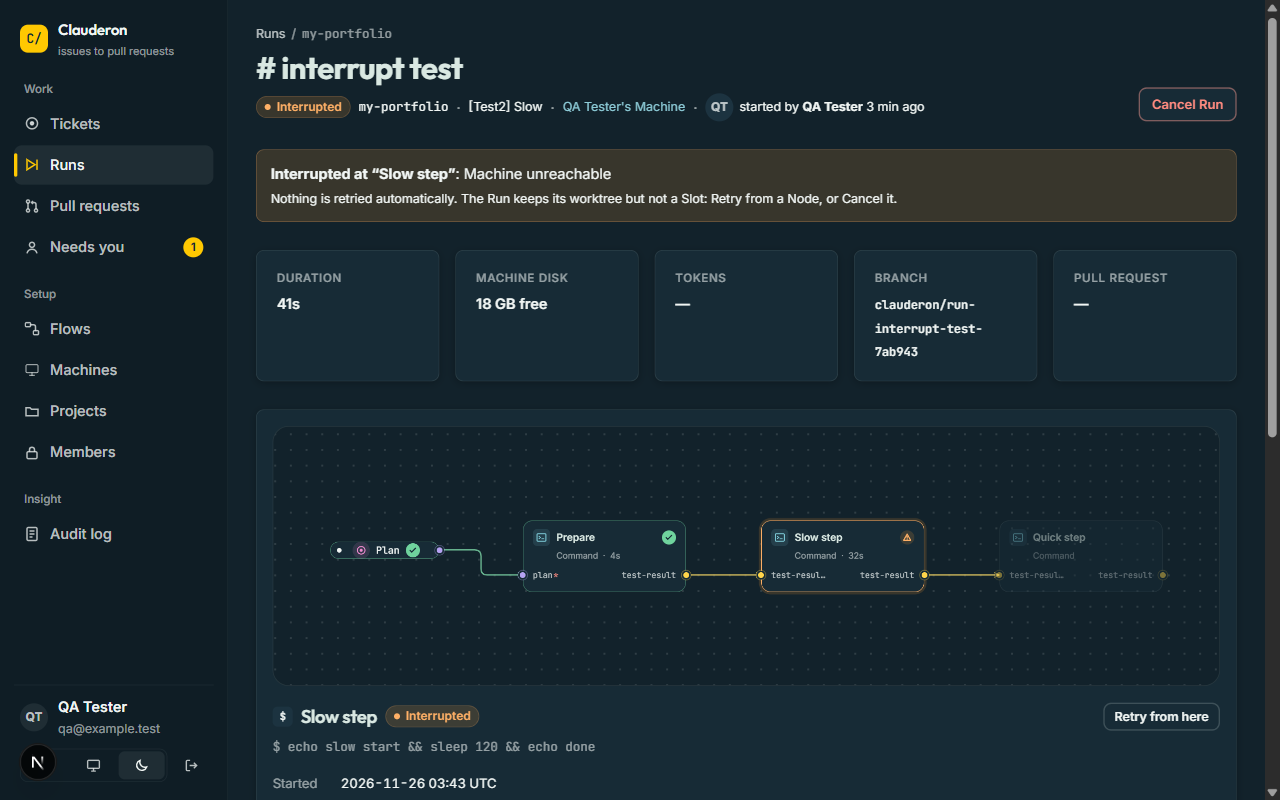 C/
Clauderon
issues to pull requests
Work
Tickets
Runs
Pull requests
Needs you 1
Setup
Flows
Machines
Projects
Members
Insight
Audit log
QT
QA Tester
qa@example.test
N
Runs / my-portfolio
# interrupt test
Interrupted my-portfolio · [Test2] Slow · QA Tester's Machine · QT started by QA Tester 3 min ago
Cancel Run
Interrupted at “Slow step”: Machine unreachable
Nothing is retried automatically. The Run keeps its worktree but not a Slot: Retry from a Node, or Cancel it.
DURATION
41s
MACHINE DISK
18 GB free
TOKENS
—
BRANCH
clauderon/run-
interrupt-test-
7ab943
PULL REQUEST
—
Plan
Prepare
Command · 4s
plan* test-result
Slow step
Command · 32s
test-resul… test-result
Quick step
Command
test-resul… test-result
$ Slow step Interrupted
Retry from here
$ echo slow start && sleep 120 && echo done
Started 2026-11-26 03:43 UTC